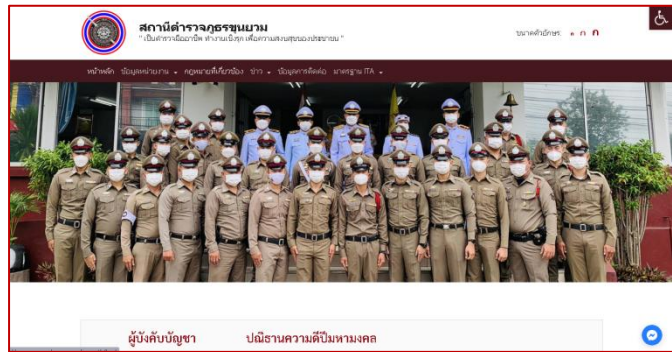 สถานีตำรวจภูธรขุนยวม
" เป็นตำรวจมืออาชีพ ทำงานเชิงรุก เพื่อความสงบสุขของประชาชน "
ขนาดตัวอักษร: ก ก ก
หน้าหลัก ข้อมูลหน่วยงาน กฎหมายที่เกี่ยวข้อง ข่าว ข้อมูลการติดต่อ มาตรฐาน ITA
ผู้บังคับบัญชา ปณิธานความดีปีมหามงคล